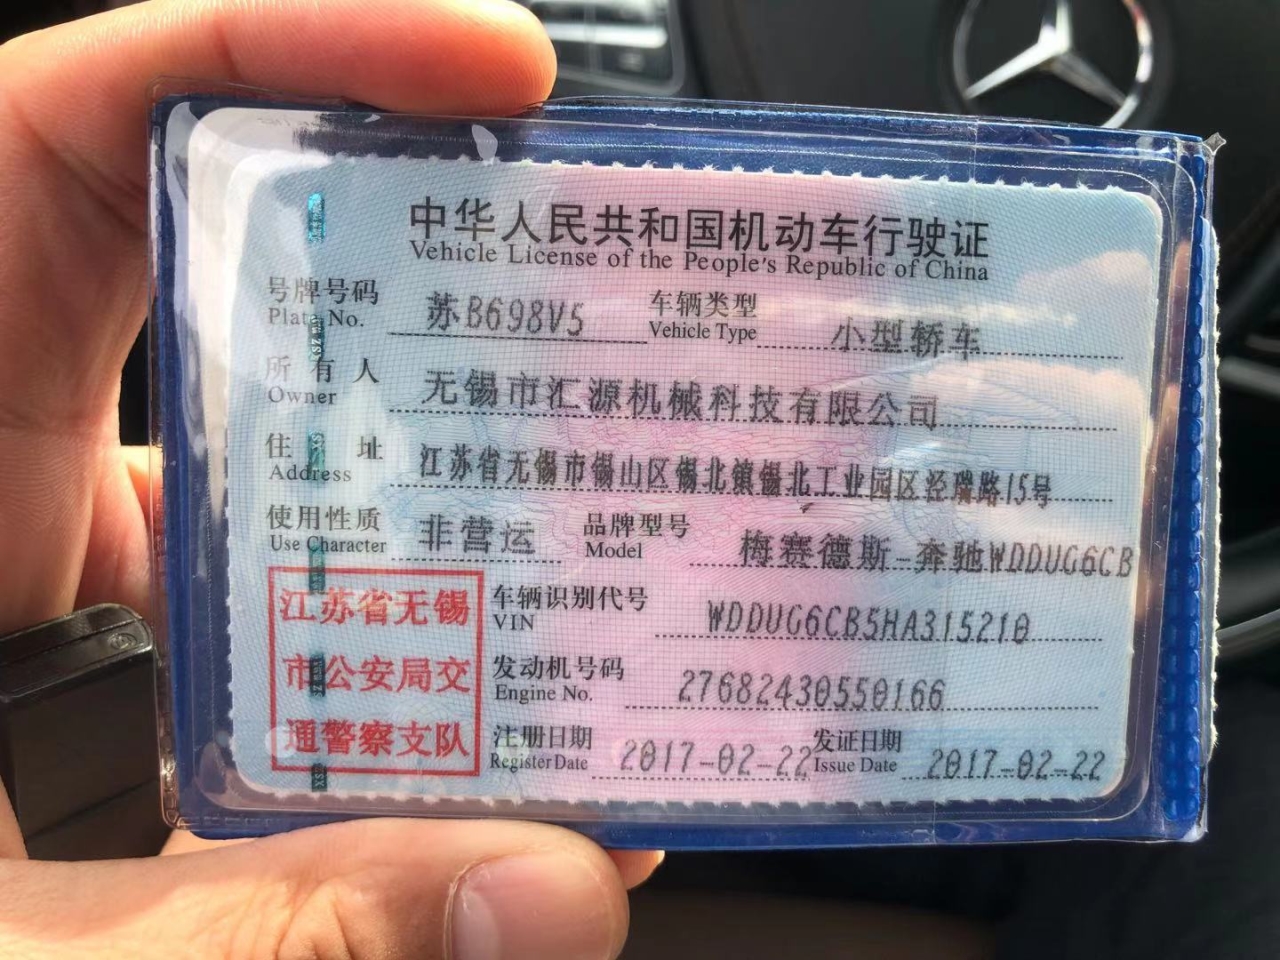 中华人民共和国机动车行驶证
Vehicle License of the People's Republic of China
号牌号码 苏B698V5 车辆类型 小型轿车
Plate No. Vehicle Type
所有人 无锡市汇源机械科技有限公司
Owner
住址 江苏省无锡市锡山区锡北镇锡北工业园区泾瑞路15号
Address
使用性质 非营运 品牌型号 梅赛德斯-奔驰WDDUG6CB
Use Character Model
江苏省无锡
市公安局交
通警察支队
车辆识别代号 WDDUG6CB5HA315210
VIN
发动机号码 27682430550166
Engine No.
注册日期 2017-02-22 发证日期 2017-02-22
Register Date Issue Date